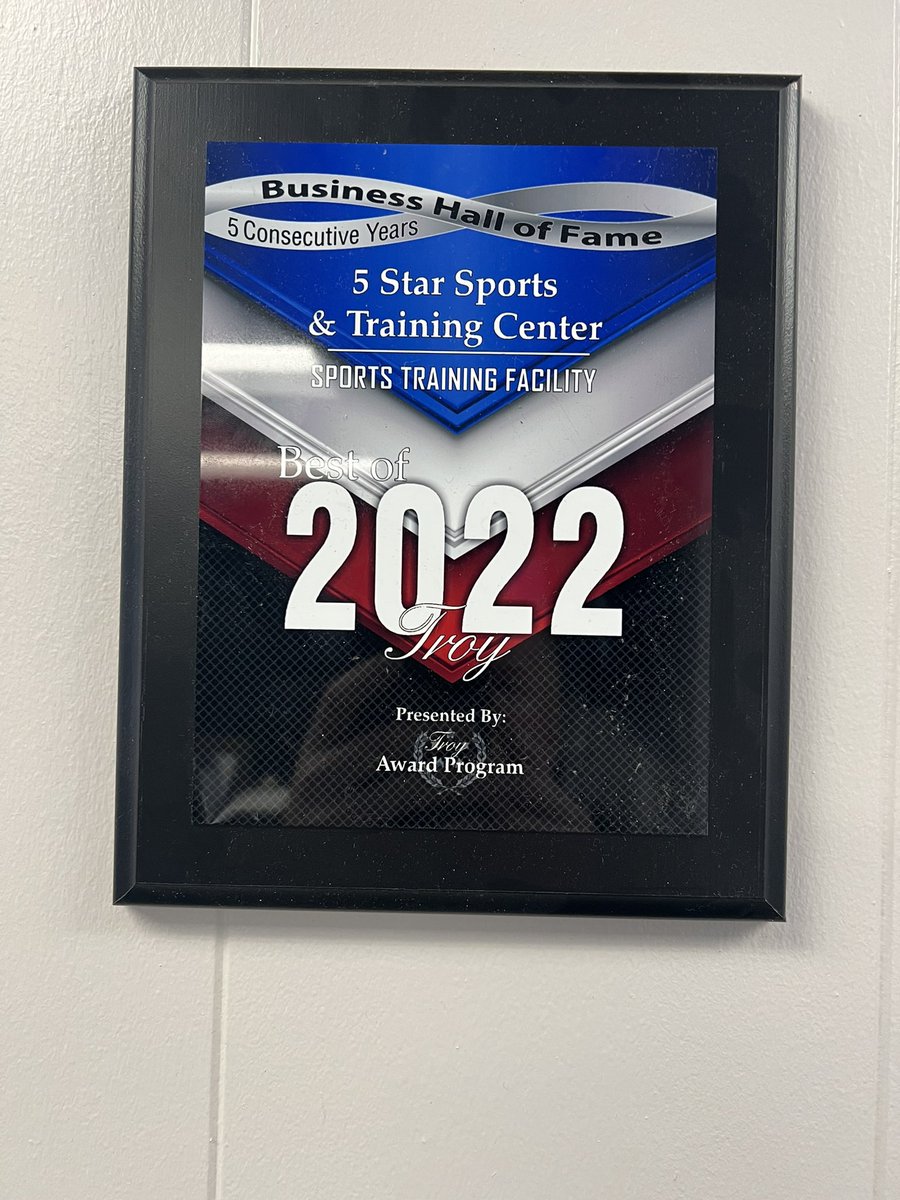 Business Hall of Fame
5 Consecutive Years
5 Star Sports
& Training Center
SPORTS TRAINING FACILITY
Best of
2022
Troy
Presented By:
Troy
Award Program